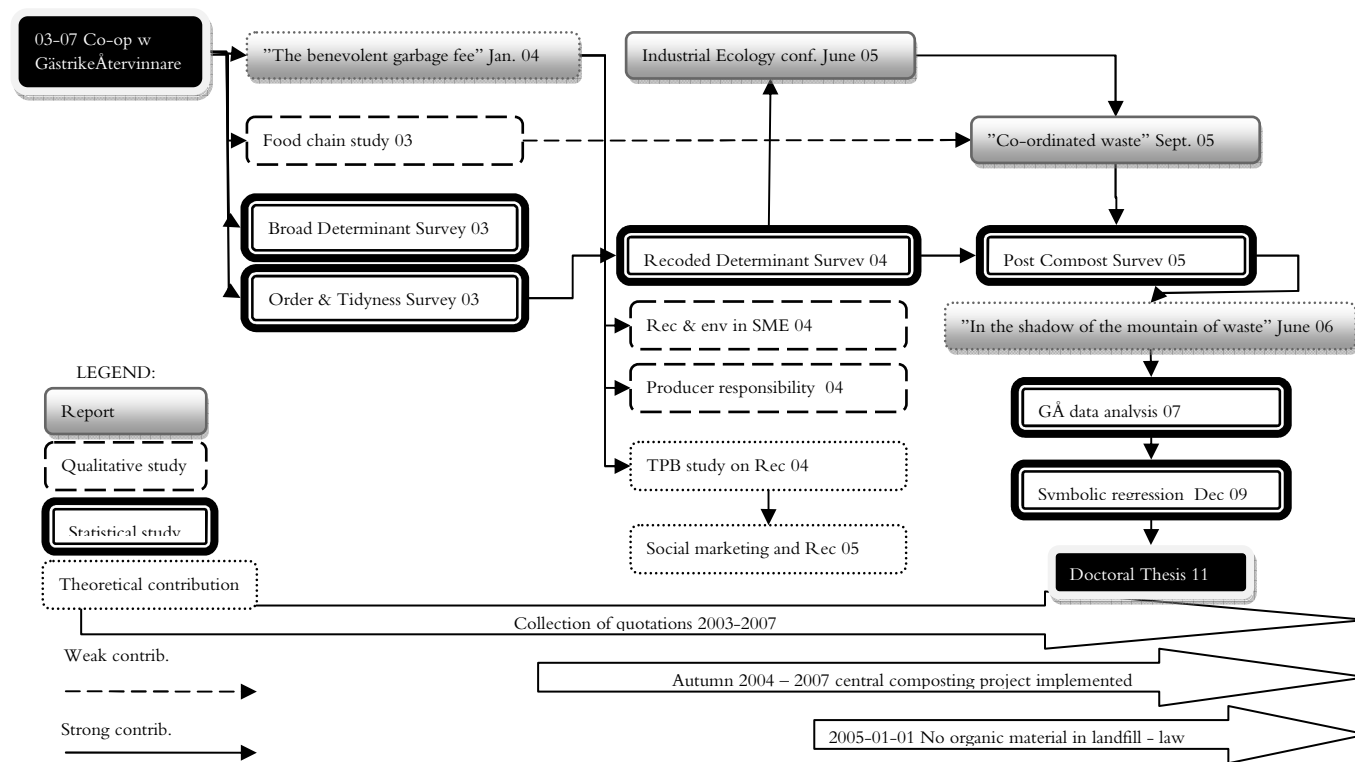 03-07 Co-op w
GästrikeÅtervinnare
”The benevolent garbage fee” Jan. 04
Industrial Ecology conf. June 05
Food chain study 03
”Co-ordinated waste” Sept. 05
Broad Determinant Survey 03
Recoded Determinant Survey 04
Post Compost Survey 05
Order & Tidyness Survey 03
Rec & env in SME 04
”In the shadow of the mountain of waste” June 06
Producer responsibility 04
GÅ data analysis 07
TPB study on Rec 04
Symbolic regression Dec 09
Social marketing and Rec 05
Doctoral Thesis 11
LEGEND:
Report
Qualitative study
Statistical study
Theoretical contribution
Collection of quotations 2003-2007
Weak contrib.
Autumn 2004 – 2007 central composting project implemented
Strong contrib.
2005-01-01 No organic material in landfill - law